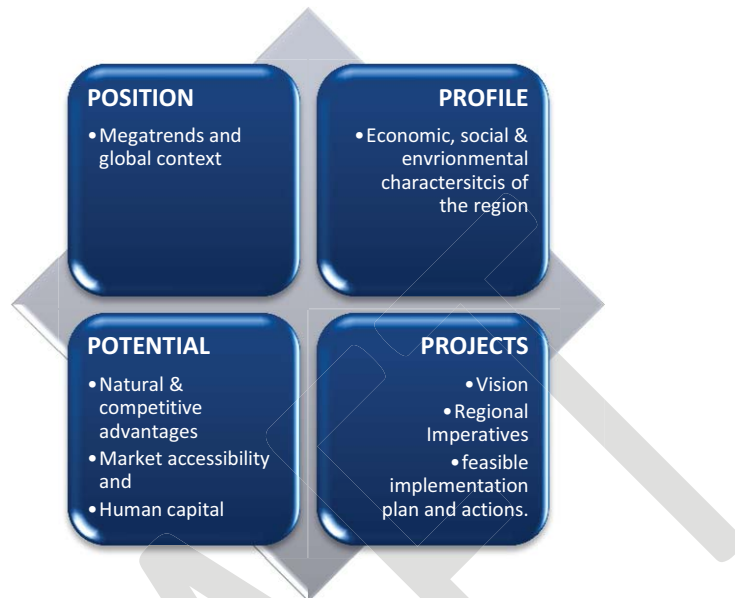 POSITION
•Megatrends and
global context
PROFILE
•Economic, social &
envrionmental
charactersitcis of
the region
POTENTIAL
•Natural &
competitive
advantages
•Market accessibility
and
•Human capital
PROJECTS
•Vision
•Regional
Imperatives
•feasible
implementation
plan and actions.